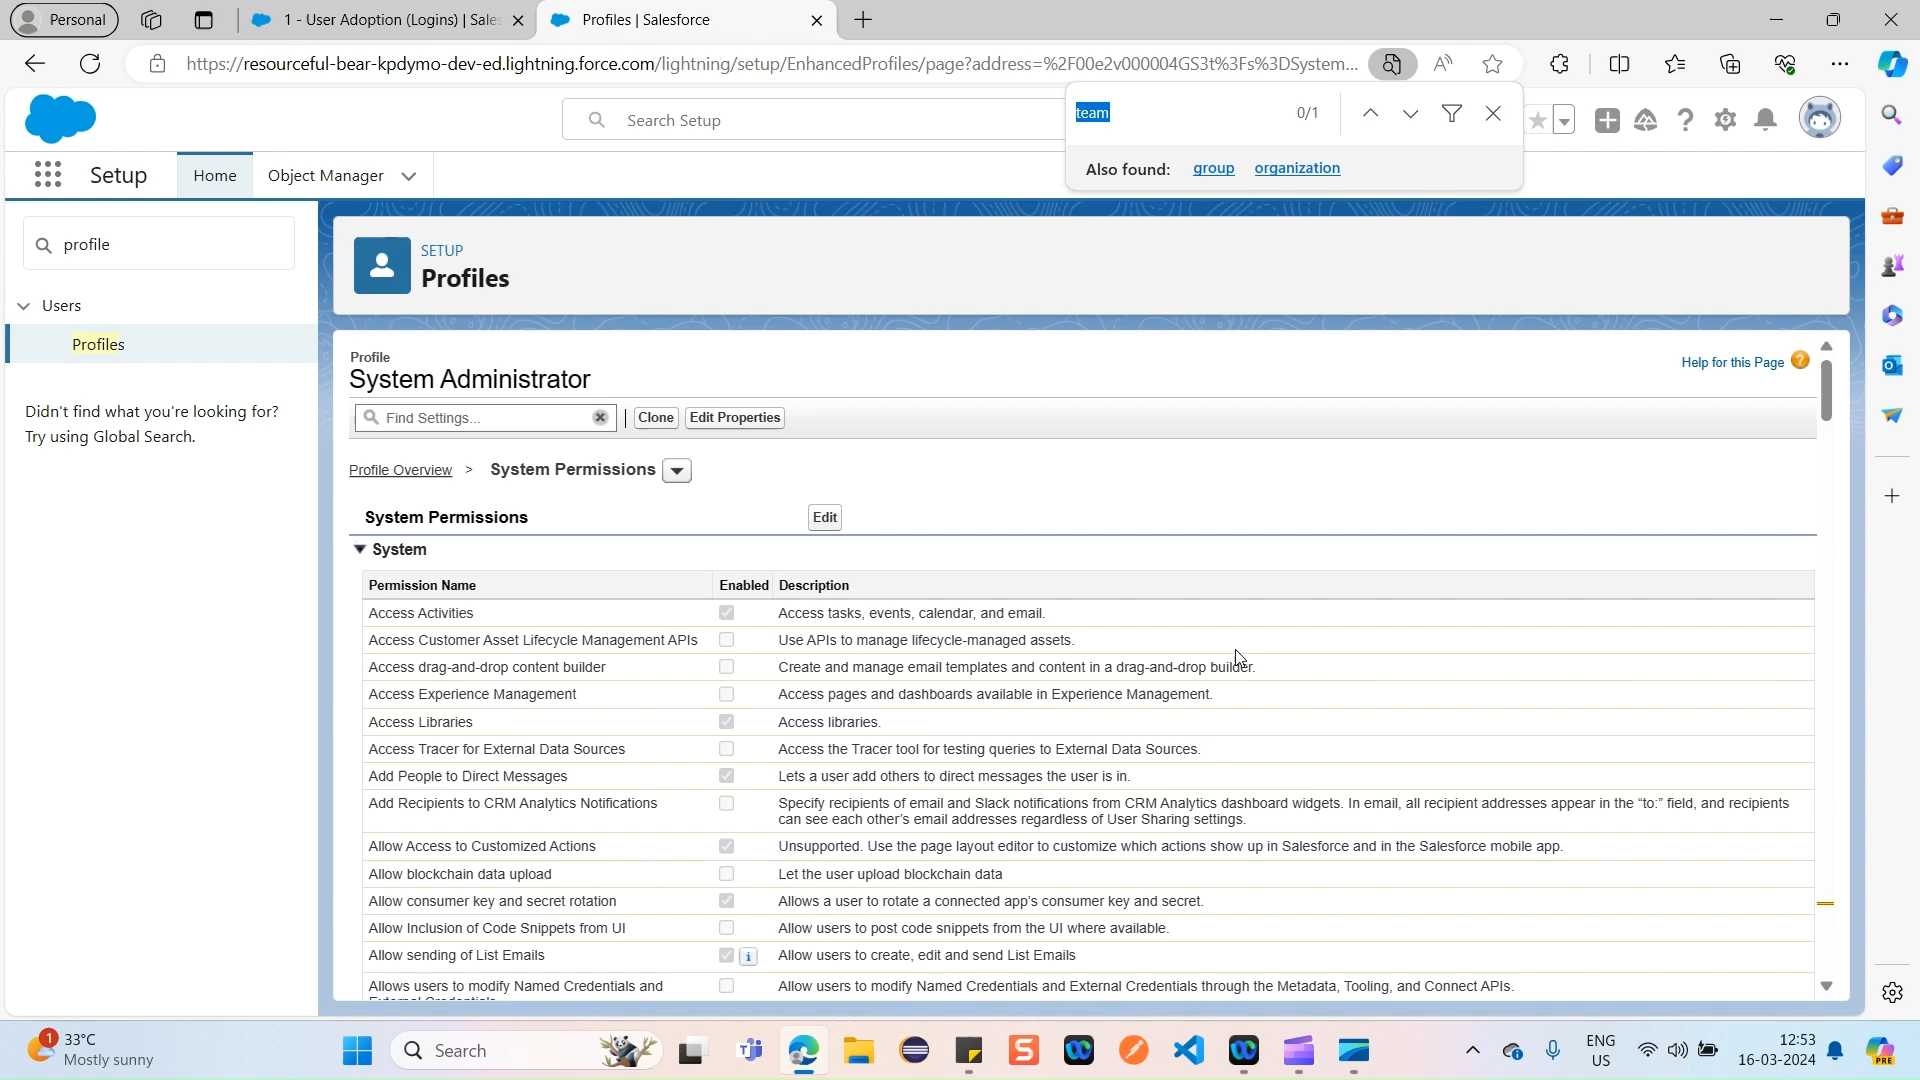 Personal
1 - User Adoption (Logins) | Sales
Profiles | Salesforce
https://resourceful-bear-kpdymo-dev-ed.lightning.force.com/lightning/setup/EnhancedProfiles/page?address=%2F00e2v000004GS3t%3Fs%3DSystem...
team
0/1
Also found: group organization
Search Setup
Setup
Home
Object Manager
profile
Users
Profiles
Didn't find what you're looking for?
Try using Global Search.
SETUP
Profiles
Profile
System Administrator
Help for this Page
Find Settings...
Clone
Edit Properties
Profile Overview > System Permissions
System Permissions
Edit
System
Permission Name Enabled Description
Access Activities Access tasks, events, calendar, and email.
Access Customer Asset Lifecycle Management APIs Use APIs to manage lifecycle-managed assets.
Access drag-and-drop content builder Create and manage email templates and content in a drag-and-drop builder.
Access Experience Management Access pages and dashboards available in Experience Management.
Access Libraries Access libraries.
Access Tracer for External Data Sources Access the Tracer tool for testing queries to External Data Sources.
Add People to Direct Messages Lets a user add others to direct messages the user is in.
Add Recipients to CRM Analytics Notifications Specify recipients of email and Slack notifications from CRM Analytics dashboard widgets. In email, all recipient addresses appear in the “to:” field, and recipients
can see each other's email addresses regardless of User Sharing settings.
Allow Access to Customized Actions Unsupported. Use the page layout editor to customize which actions show up in Salesforce and in the Salesforce mobile app.
Allow blockchain data upload Let the user upload blockchain data
Allow consumer key and secret rotation Allows a user to rotate a connected app's consumer key and secret.
Allow Inclusion of Code Snippets from UI Allow users to post code snippets from the UI where available.
Allow sending of List Emails Allow users to create, edit and send List Emails
Allows users to modify Named Credentials and Allow users to modify Named Credentials and External Credentials through the Metadata, Tooling, and Connect APIs.
1
33°C
Mostly sunny
Search
ENG
US
12:53
16-03-2024
PRE